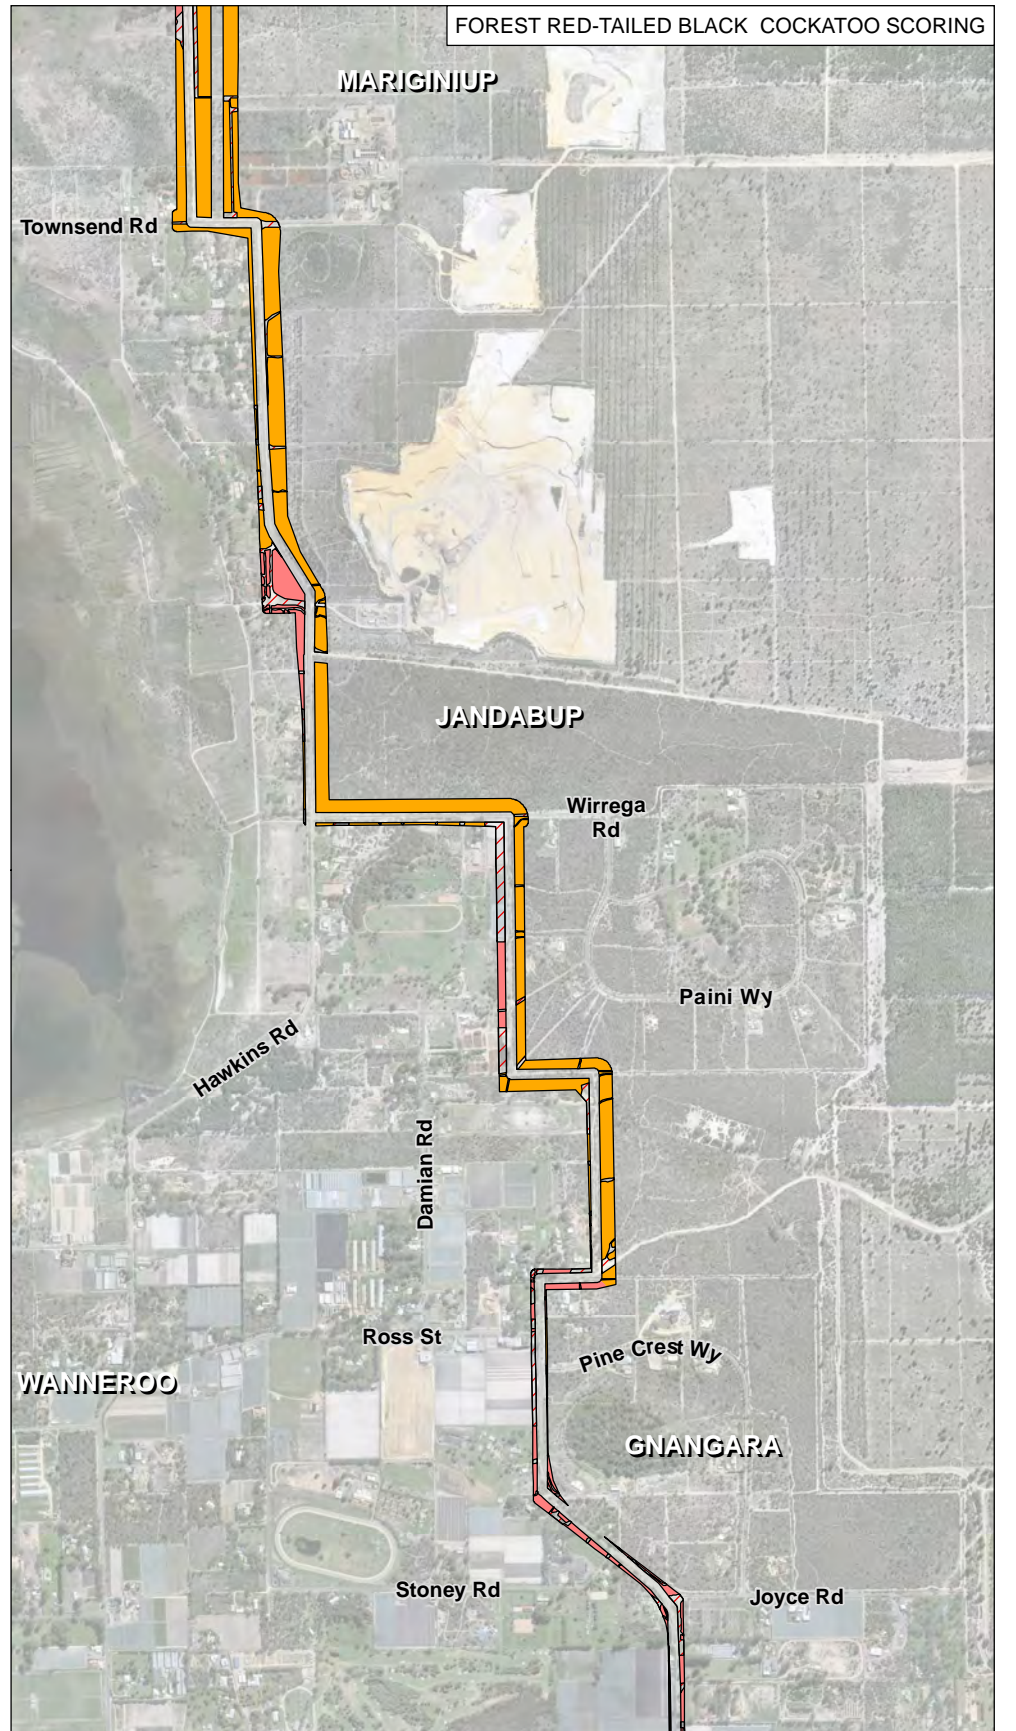 FOREST RED-TAILED BLACK COCKATOO SCORING
MARIGINIUP
Townsend Rd
JANDABUP
Wirrega
Rd
Paini Wy
Hawkins Rd
Damian Rd
Ross St
Pine Crest Wy
WANNEROO
GNANGARA
Stoney Rd
Joyce Rd